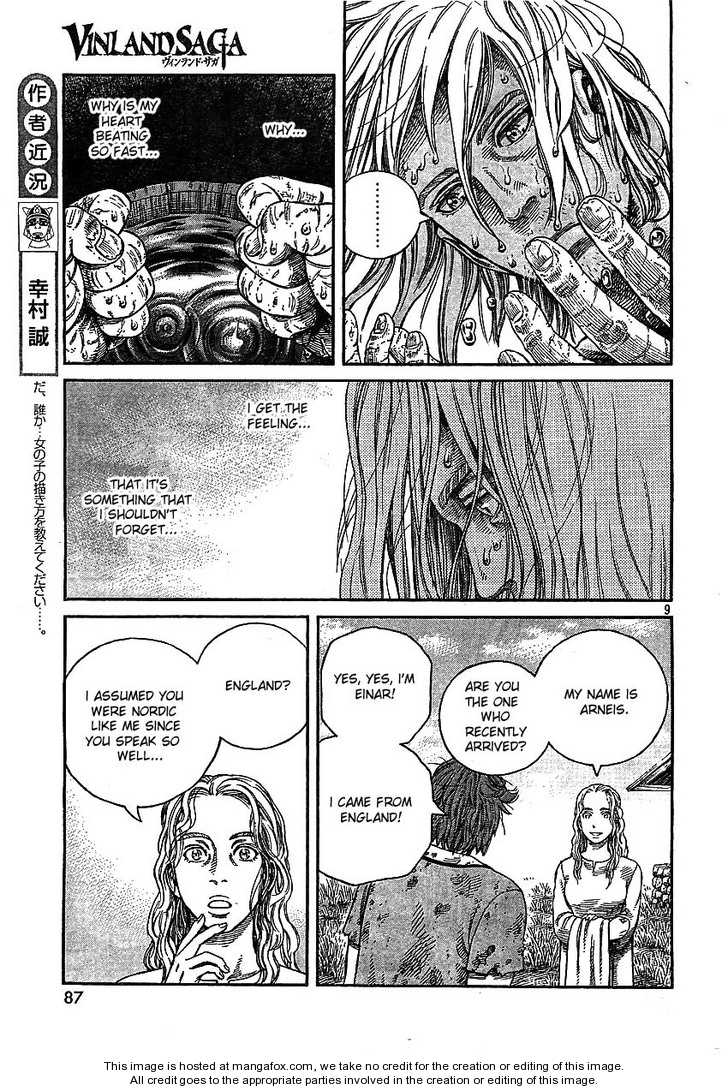 VINLAND SAGA
ヴィンランド・サガ
作者近況
幸村誠
だ、誰か…女の子の描き方を教えてください……。
………
WHY...
WHY IS MY
HEART
BEATING
SO FAST...
I GET THE
FEELING...
THAT IT'S
SOMETHING THAT
I SHOULDN'T
FORGET...
9
MY NAME IS
ARNEIS.
ARE YOU
THE ONE
WHO
RECENTLY
ARRIVED?
YES, YES, I'M
EINAR!
I CAME FROM
ENGLAND!
ENGLAND?
I ASSUMED YOU
WERE NORDIC
LIKE ME SINCE
YOU SPEAK SO
WELL...
87
This image is hosted at mangafox.com, we take no credit for the creation or editing of this image.
All credit goes to the appropriate parties involved in the creation or editing of this image.